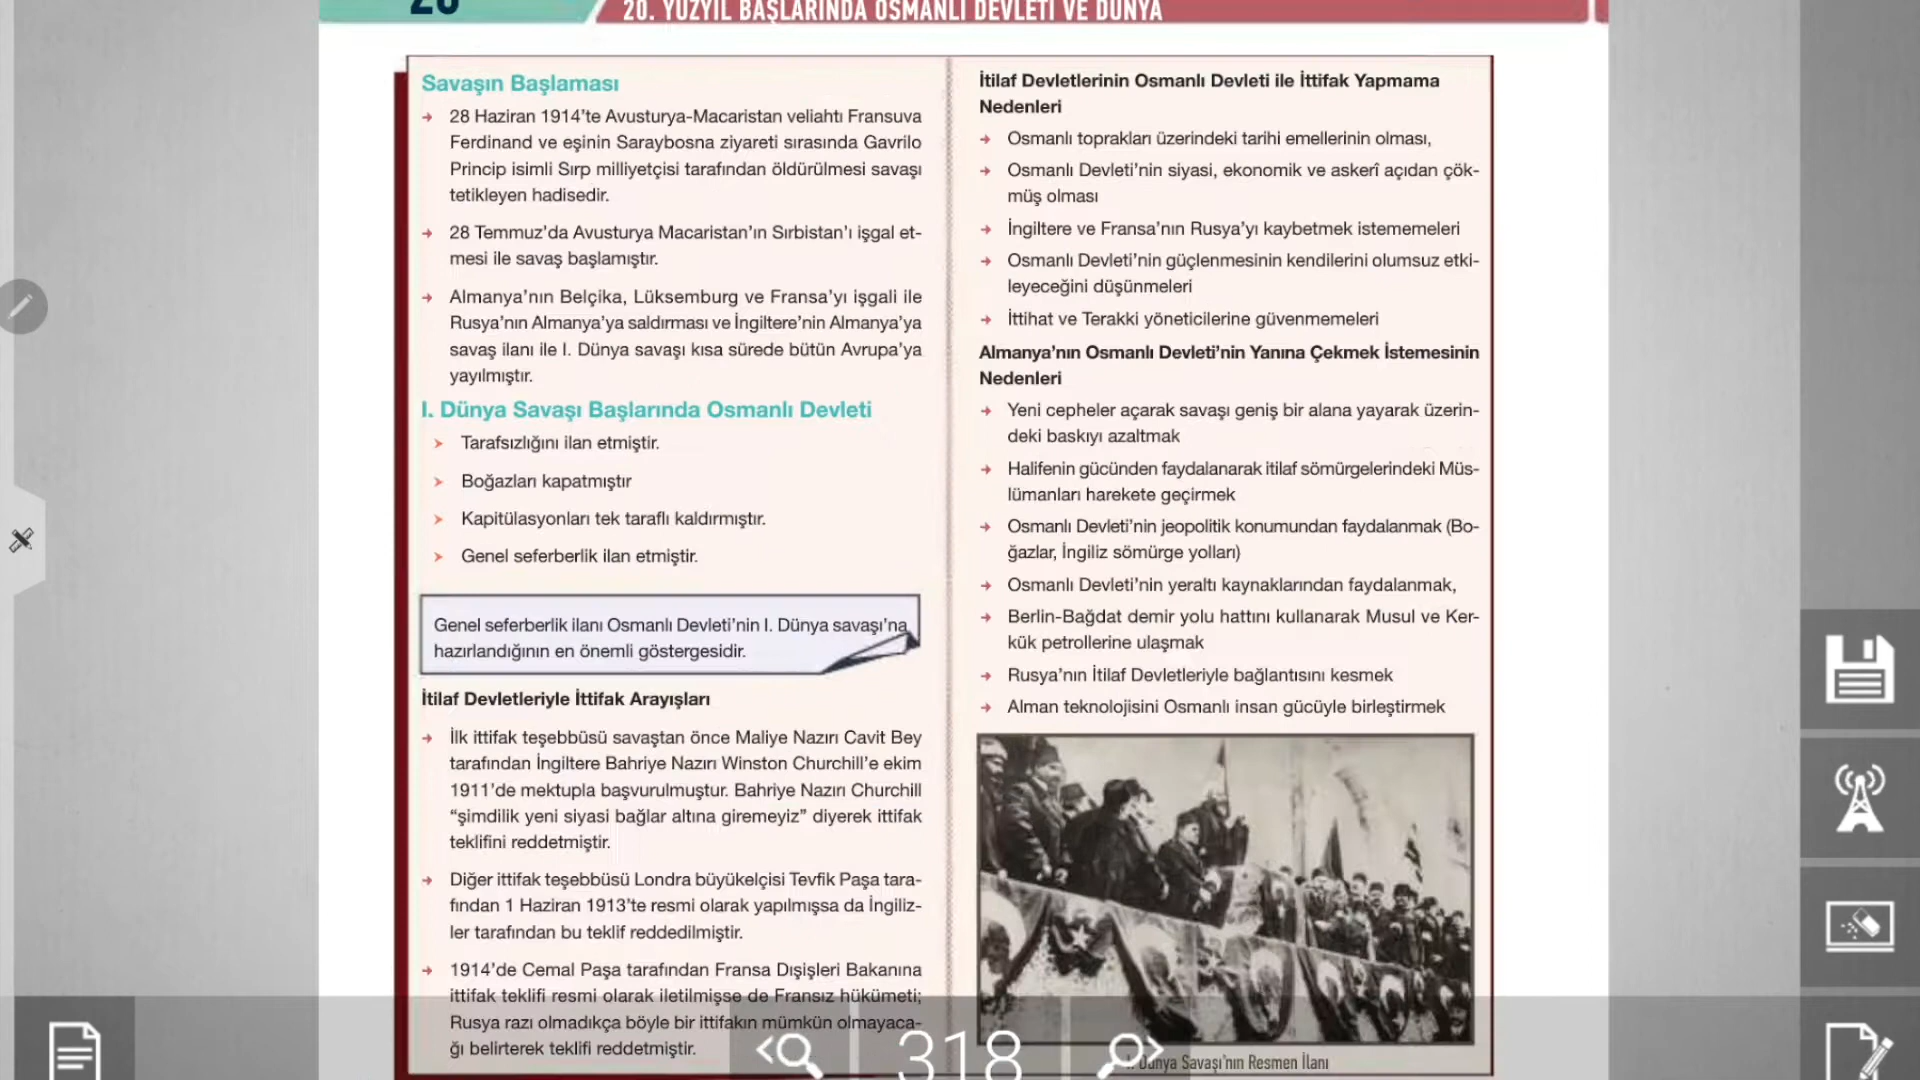 20. YÜZYIL BAŞLARINDA OSMANLI DEVLETİ VE DÜNYA
Savaşın Başlaması
28 Haziran 1914’te Avusturya-Macaristan veliahtı Fransuva
Ferdinand ve eşinin Saraybosna ziyareti sırasında Gavrilo
Princip isimli Sırp milliyetçisi tarafından öldürülmesi savaşı
tetikleyen hadisedir.
28 Temmuz’da Avusturya Macaristan’ın Sırbistan’ı işgal et-
mesi ile savaş başlamıştır.
Almanya’nın Belçika, Lüksemburg ve Fransa’yı işgali ile
Rusya’nın Almanya’ya saldırması ve İngiltere’nin Almanya’ya
savaş ilanı ile I. Dünya savaşı kısa sürede bütün Avrupa’ya
yayılmıştır.
I. Dünya Savaşı Başlarında Osmanlı Devleti
Tarafsızlığını ilan etmiştir.
Boğazları kapatmıştır
Kapitülasyonları tek taraflı kaldırmıştır.
Genel seferberlik ilan etmiştir.
Genel seferberlik ilanı Osmanlı Devleti’nin I. Dünya savaşı’na
hazırlandığının en önemli göstergesidir.
İtilaf Devletleriyle İttifak Arayışları
İlk ittifak teşebbüsü savaştan önce Maliye Nazırı Cavit Bey
tarafından İngiltere Bahriye Nazırı Winston Churchill’e ekim
1911’de mektupla başvurulmuştur. Bahriye Nazırı Churchill
“şimdilik yeni siyasi bağlar altına giremeyiz” diyerek ittifak
teklifini reddetmiştir.
Diğer ittifak teşebbüsü Londra büyükelçisi Tevfik Paşa tara-
fından 1 Haziran 1913’te resmi olarak yapılmışsa da İngiliz-
ler tarafından bu teklif reddedilmiştir.
1914’de Cemal Paşa tarafından Fransa Dışişleri Bakanına
ittifak teklifi resmi olarak iletilmişse de Fransız hükümeti;
Rusya razı olmadıkça böyle bir ittifakın mümkün olmayaca-
ğı belirterek teklifi reddetmiştir.
İtilaf Devletlerinin Osmanlı Devleti ile İttifak Yapmama
Nedenleri
Osmanlı toprakları üzerindeki tarihi emellerinin olması,
Osmanlı Devleti’nin siyasi, ekonomik ve askerî açıdan çök-
müş olması
İngiltere ve Fransa’nın Rusya’yı kaybetmek istememeleri
Osmanlı Devleti’nin güçlenmesinin kendilerini olumsuz etki-
leyeceğini düşünmeleri
İttihat ve Terakki yöneticilerine güvenmemeleri
Almanya’nın Osmanlı Devleti’nin Yanına Çekmek İstemesinin
Nedenleri
Yeni cepheler açarak savaşı geniş bir alana yayarak üzerin-
deki baskıyı azaltmak
Halifenin gücünden faydalanarak itilaf sömürgelerindeki Müs-
lümanları harekete geçirmek
Osmanlı Devleti’nin jeopolitik konumundan faydalanmak (Bo-
ğazlar, İngiliz sömürge yolları)
Osmanlı Devleti’nin yeraltı kaynaklarından faydalanmak,
Berlin-Bağdat demir yolu hattını kullanarak Musul ve Ker-
kük petrollerine ulaşmak
Rusya’nın İtilaf Devletleriyle bağlantısını kesmek
Alman teknolojisini Osmanlı insan gücüyle birleştirmek
I. Dünya Savaşı’nın Resmen İlanı
318